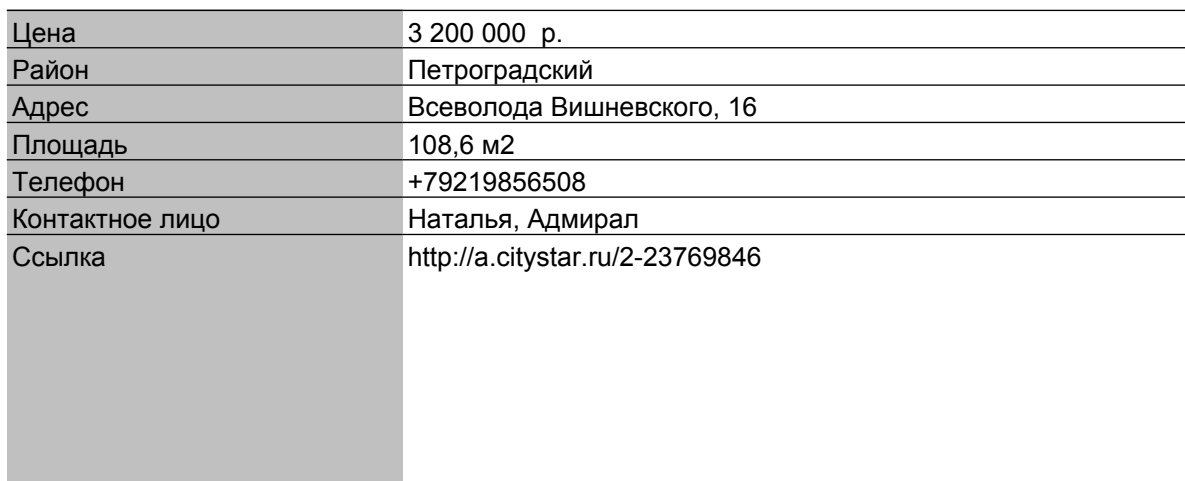 Цена 3 200 000 р.
Район Петроградский
Адрес Всеволода Вишневского, 16
Площадь 108,6 м2
Телефон +79219856508
Контактное лицо Наталья, Адмирал
Ссылка http://a.citystar.ru/2-23769846